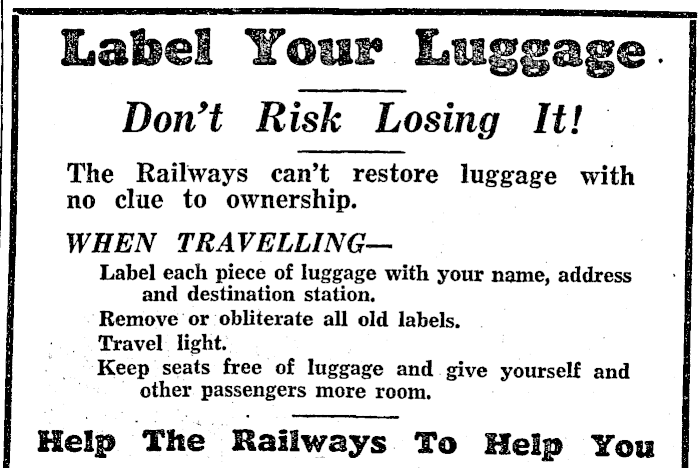 Label Your Luggage.
Don't Risk Losing It!
The Railways can't restore luggage with
no clue to ownership.
WHEN TRAVELLING—
Label each piece of luggage with your name, address
and destination station.
Remove or obliterate all old labels.
Travel light.
Keep seats free of luggage and give yourself and
other passengers more room.
Help The Railways To Help You